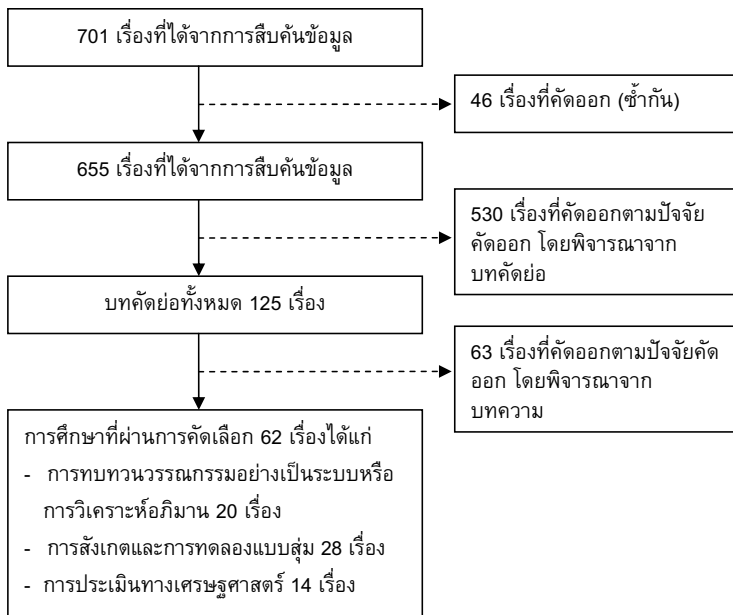 701 เรื่องที่ได้จากการสืบค้นข้อมูล
46 เรื่องที่คัดออก (ซ้ำกัน)
655 เรื่องที่ได้จากการสืบค้นข้อมูล
530 เรื่องที่คัดออกตามปัจจัย
คัดออก โดยพิจารณาจาก
บทคัดย่อ
บทคัดย่อทั้งหมด 125 เรื่อง
63 เรื่องที่คัดออกตามปัจจัยคัด
ออก โดยพิจารณาจาก
บทความ
การศึกษาที่ผ่านการคัดเลือก 62 เรื่องได้แก่
- การทบทวนวรรณกรรมอย่างเป็นระบบหรือ
การวิเคราะห์อภิมาน 20 เรื่อง
- การสังเกตและการทดลองแบบสุ่ม 28 เรื่อง
- การประเมินทางเศรษฐศาสตร์ 14 เรื่อง